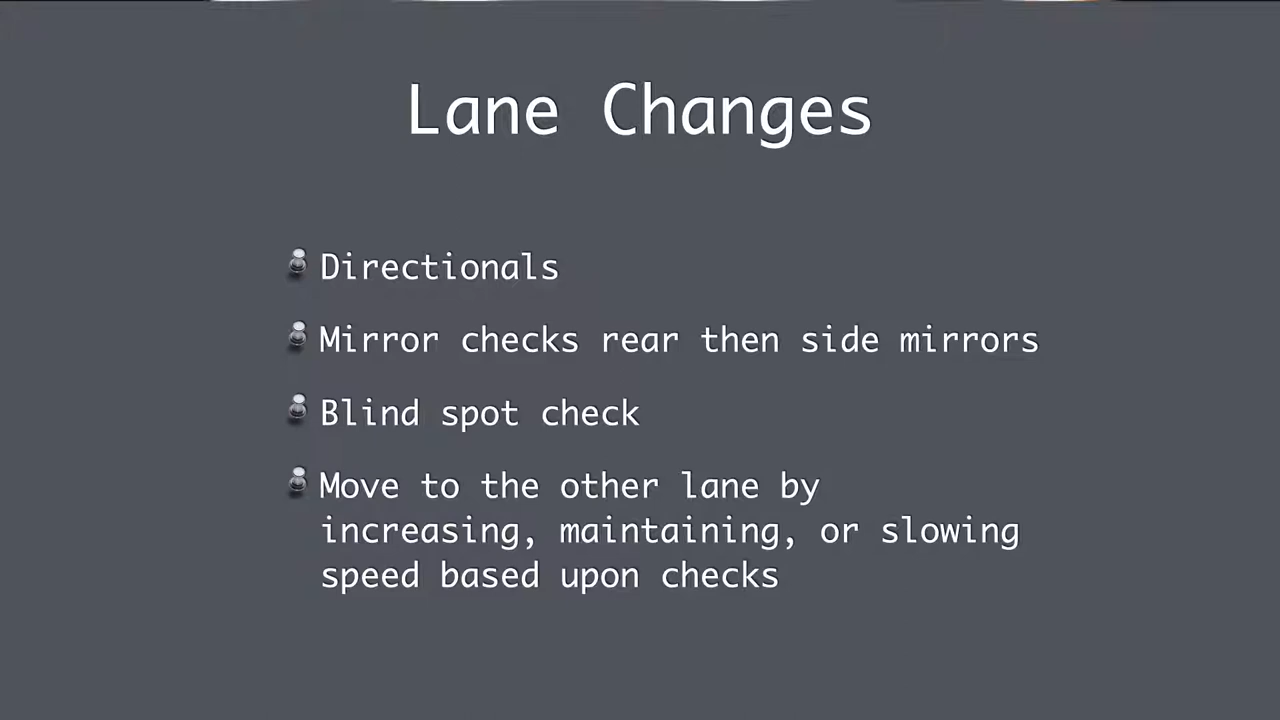 Lane Changes
Directionals
Mirror checks rear then side mirrors
Blind spot check
Move to the other lane by
increasing, maintaining, or slowing
speed based upon checks